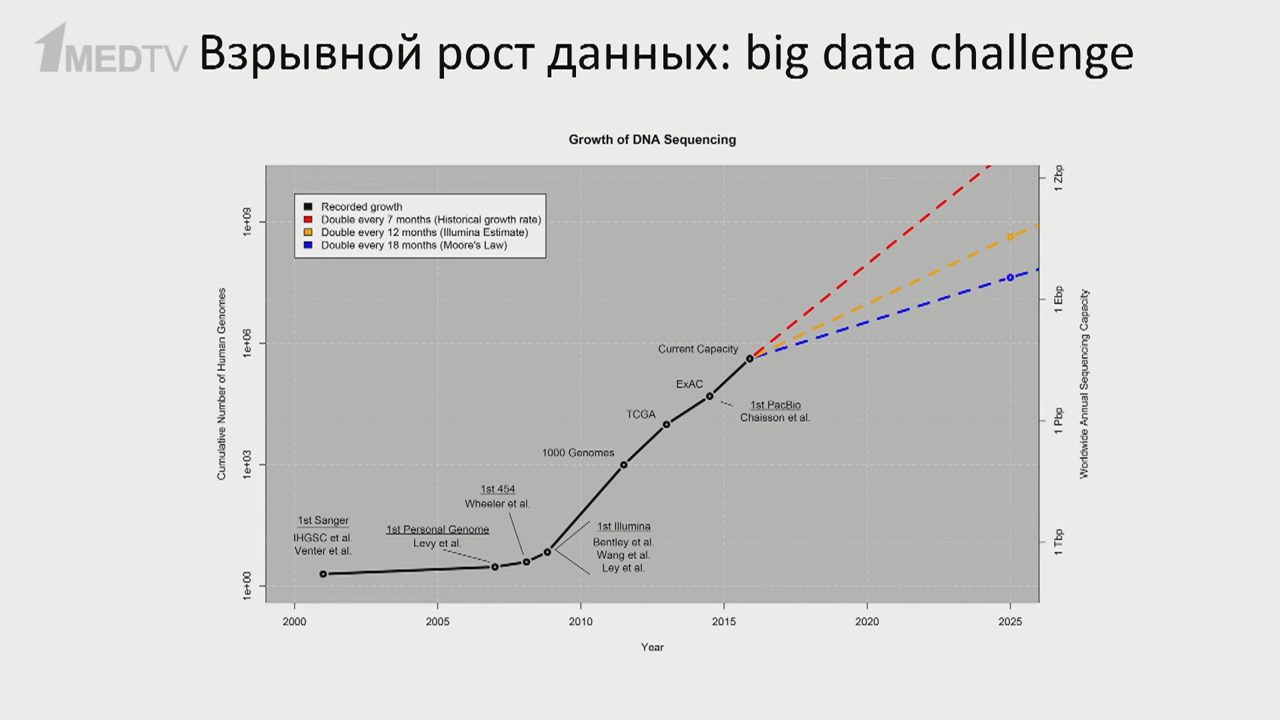 1MEDTV
Взрывной рост данных: big data challenge
Growth of DNA Sequencing
Recorded growth
Double every 7 months (Historical growth rate)
Double every 12 months (Illumina Estimate)
Double every 18 months (Moore's Law)
Cumulative Number of Human Genomes
1e+09
1e+06
1e+03
1e+00
Worldwide Annual Sequencing Capacity
1 Zbp
1 Ebp
1 Pbp
1 Tbp
Current Capacity
ExAC
1st PacBio
Chaisson et al.
TCGA
1000 Genomes
1st 454
Wheeler et al.
1st Sanger
IHGSC et al.
Venter et al.
1st Personal Genome
Levy et al.
1st Illumina
Bentley et al.
Wang et al.
Ley et al.
2000 2005 2010 2015 2020 2025
Year